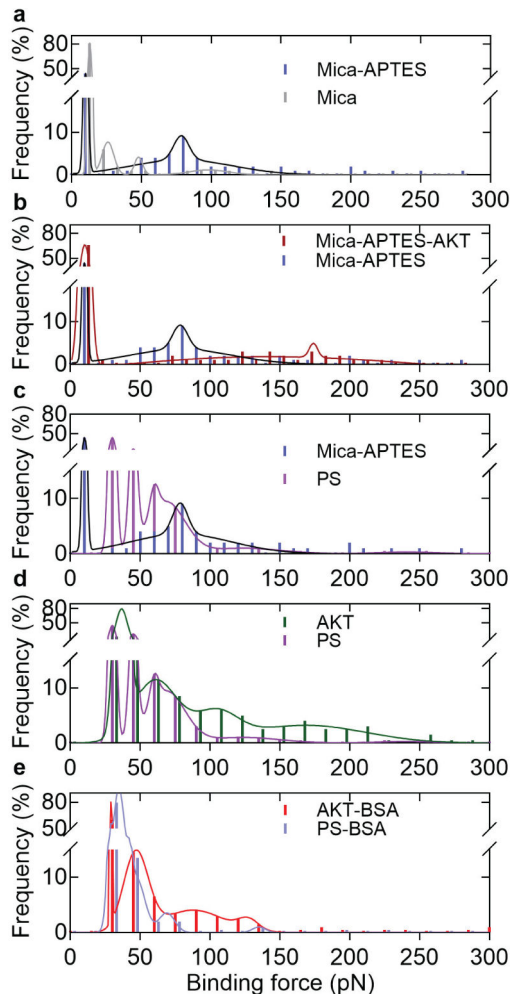 a
Frequency (%)
80
50
10
0
Mica-APTES
Mica
0 50 100 150 200 250 300
b
Frequency (%)
80
50
10
0
Mica-APTES-AKT
Mica-APTES
0 50 100 150 200 250 300
c
Frequency (%)
80
50
10
0
Mica-APTES
PS
0 50 100 150 200 250 300
d
Frequency (%)
80
50
10
0
AKT
PS
0 50 100 150 200 250 300
e
Frequency (%)
80
50
10
0
AKT-BSA
PS-BSA
0 50 100 150 200 250 300
Binding force (pN)